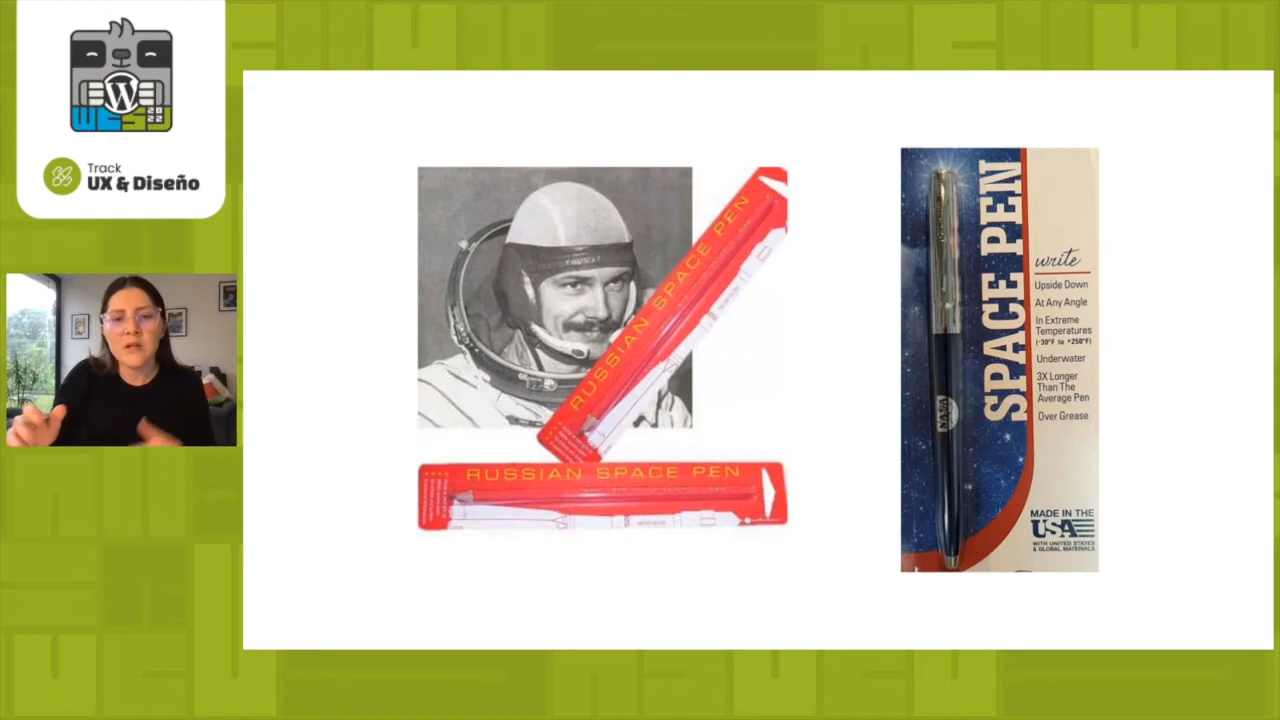 W
WCSJ
2022
Track
UX & Diseño
RUSSIAN SPACE PEN
RUSSIAN SPACE PEN
SPACE PEN
NASA
write
Upside Down
At Any Angle
In Extreme
Temperatures
(-30°F to +250°F)
Underwater
3X Longer
Than The
Average Pen
Over Grease
MADE IN THE
USA
WITH UNITED STATES
& GLOBAL MATERIALS